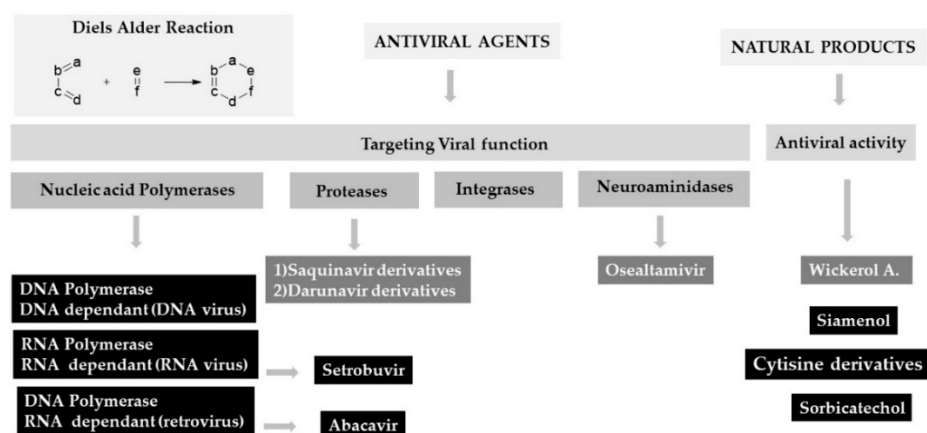 Diels Alder Reaction
b a e
c d + f
b a e
c d f
ANTIVIRAL AGENTS
NATURAL PRODUCTS
Targeting Viral function
Antiviral activity
Nucleic acid Polymerases
Proteases
Integrases
Neuroaminidases
1)Saquinavir derivatives
2)Darunavir derivatives
Osealtamivir
Wickerol A.
DNA Polymerase
DNA dependant (DNA virus)
Siamenol
RNA Polymerase
RNA dependant (RNA virus)
Setrobuvir
Cytisine derivatives
DNA Polymerase
RNA dependant (retrovirus)
Abacavir
Sorbicatechol